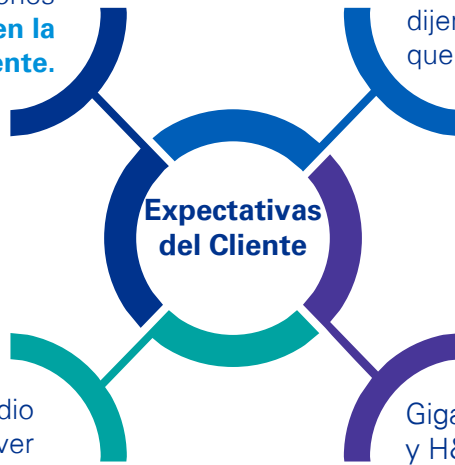 en la
ente.
dijer
que
Expectativas
del Cliente
dio
ver
Giga
y H&